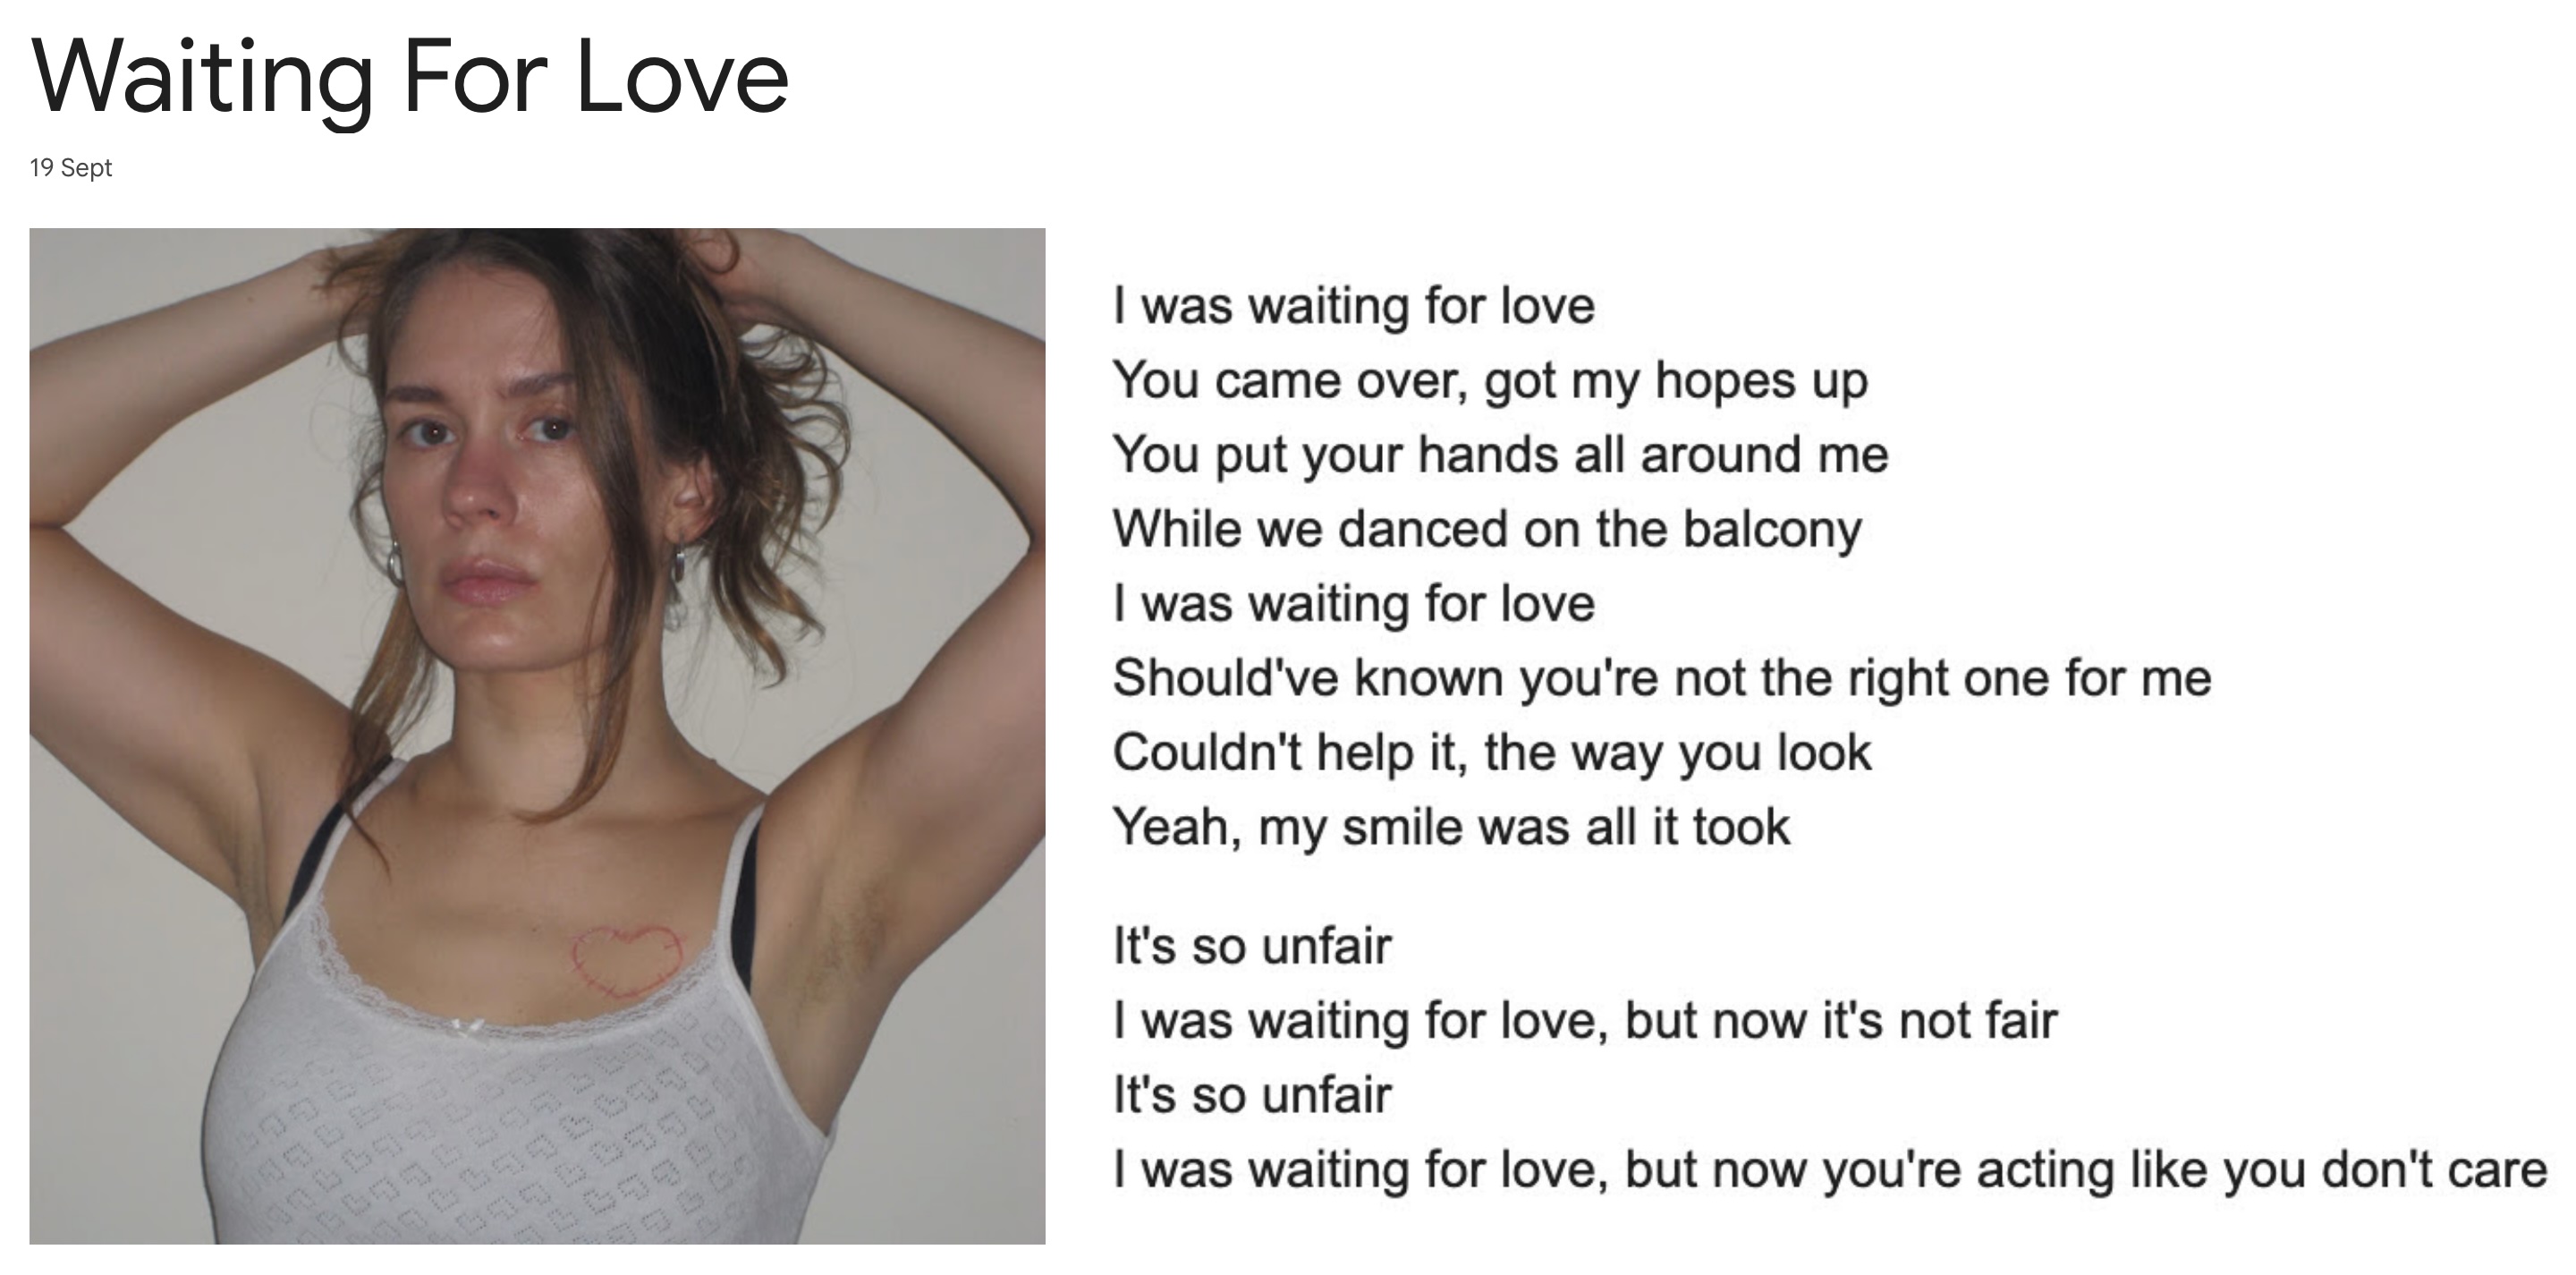 Waiting For Love
19 Sept
I was waiting for love
You came over, got my hopes up
You put your hands all around me
While we danced on the balcony
I was waiting for love
Should've known you're not the right one for me
Couldn't help it, the way you look
Yeah, my smile was all it took
It's so unfair
I was waiting for love, but now it's not fair
It's so unfair
I was waiting for love, but now you're acting like you don't care